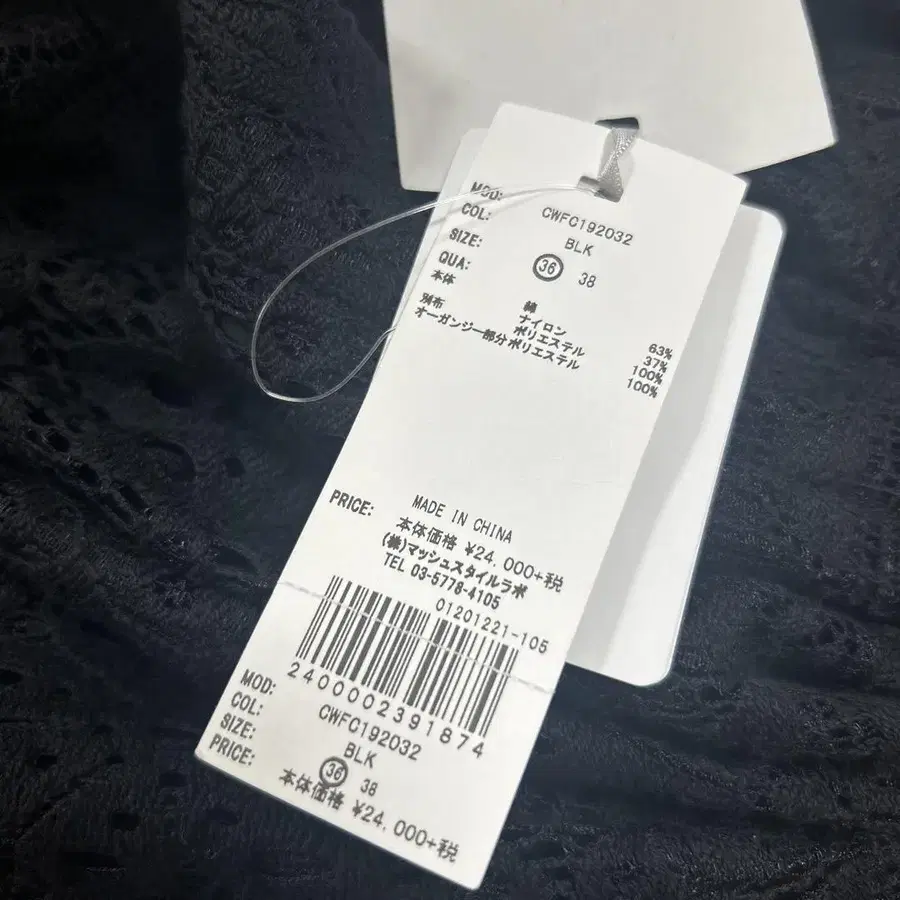 MOD: CWFC192032
COL: BLK
SIZE: 36 38
QUA:
本体 綿 63%
ナイロン 37%
別布 ポリエステル 100%
オーガンジー部分 ポリエステル 100%
MADE IN CHINA
PRICE: 本体価格 ¥24,000+税
(株)マッシュスタイルラボ
TEL 03-5778-4105
01201221-105
2400002391874
MOD: CWFC192032
COL: BLK
SIZE: 36 38
PRICE: 本体価格 ¥24,000+税